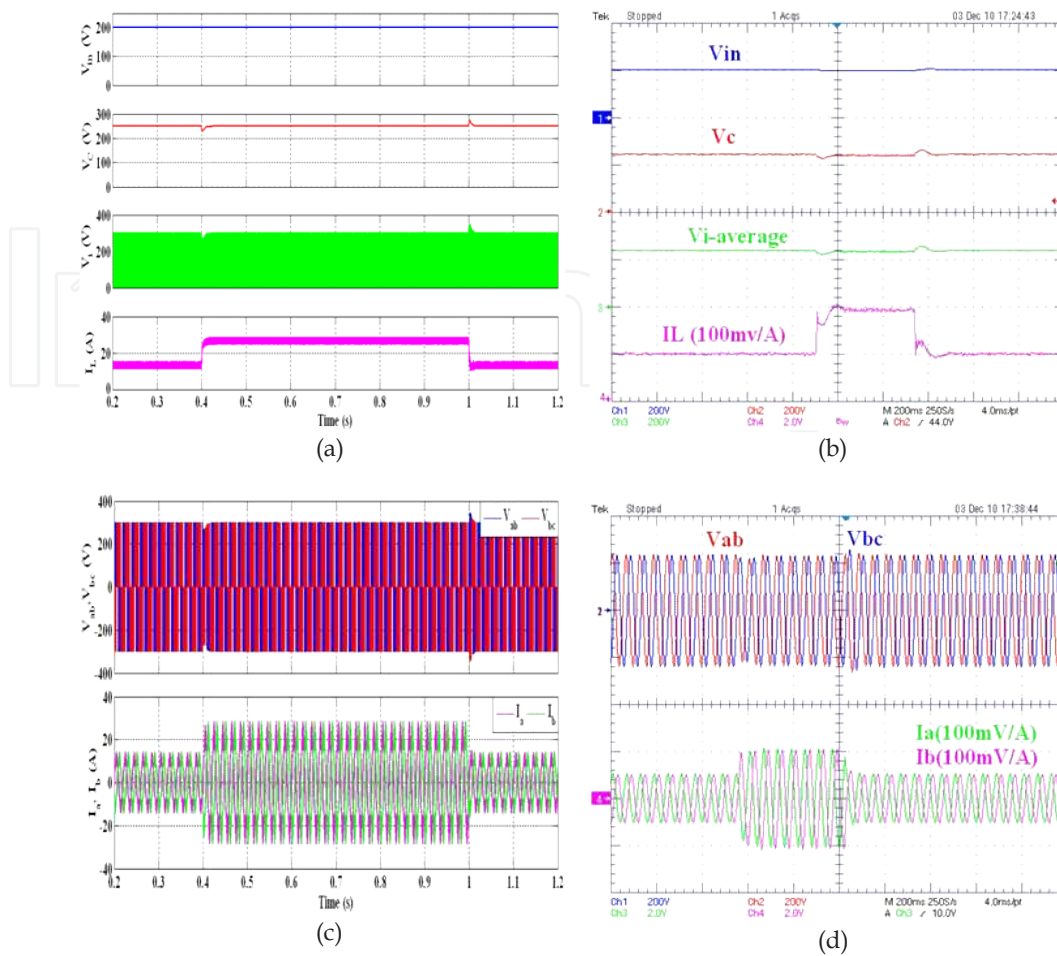 200
100
0
V_in (V)
300
200
100
0
V_C (V)
400
200
0
V_i (V)
40
20
0
I_L (A)
0.2 0.3 0.4 0.5 0.6 0.7 0.8 0.9 1 1.1 1.2
Time (s)
(a)
Tek Stopped 1 Acqs 03 Dec 10 17:24:43
Vin
1
Vc
2
Vi-average
IL (100mv/A)
4
Ch1 200V Ch2 200V M 200ms 250S/s 4.0ms/pt
Ch3 200V Ch4 2.0V A Ch2 / 44.0V
(b)
400
200
0
-200
-400
V_ab, V_bc (V)
V_ab V_bc
40
20
0
-20
-40
I_a, I_b (A)
I_a I_b
0.2 0.3 0.4 0.5 0.6 0.7 0.8 0.9 1 1.1 1.2
Time (s)
(c)
Tek Stopped 1 Acqs 03 Dec 10 17:38:44
Vab Vbc
2
Ia(100mV/A)
Ib(100mV/A)
4
Ch1 200V Ch2 200V M 200ms 250S/s 4.0ms/pt
Ch3 2.0V Ch4 2.0V A Ch3 / 10.0V
(d)